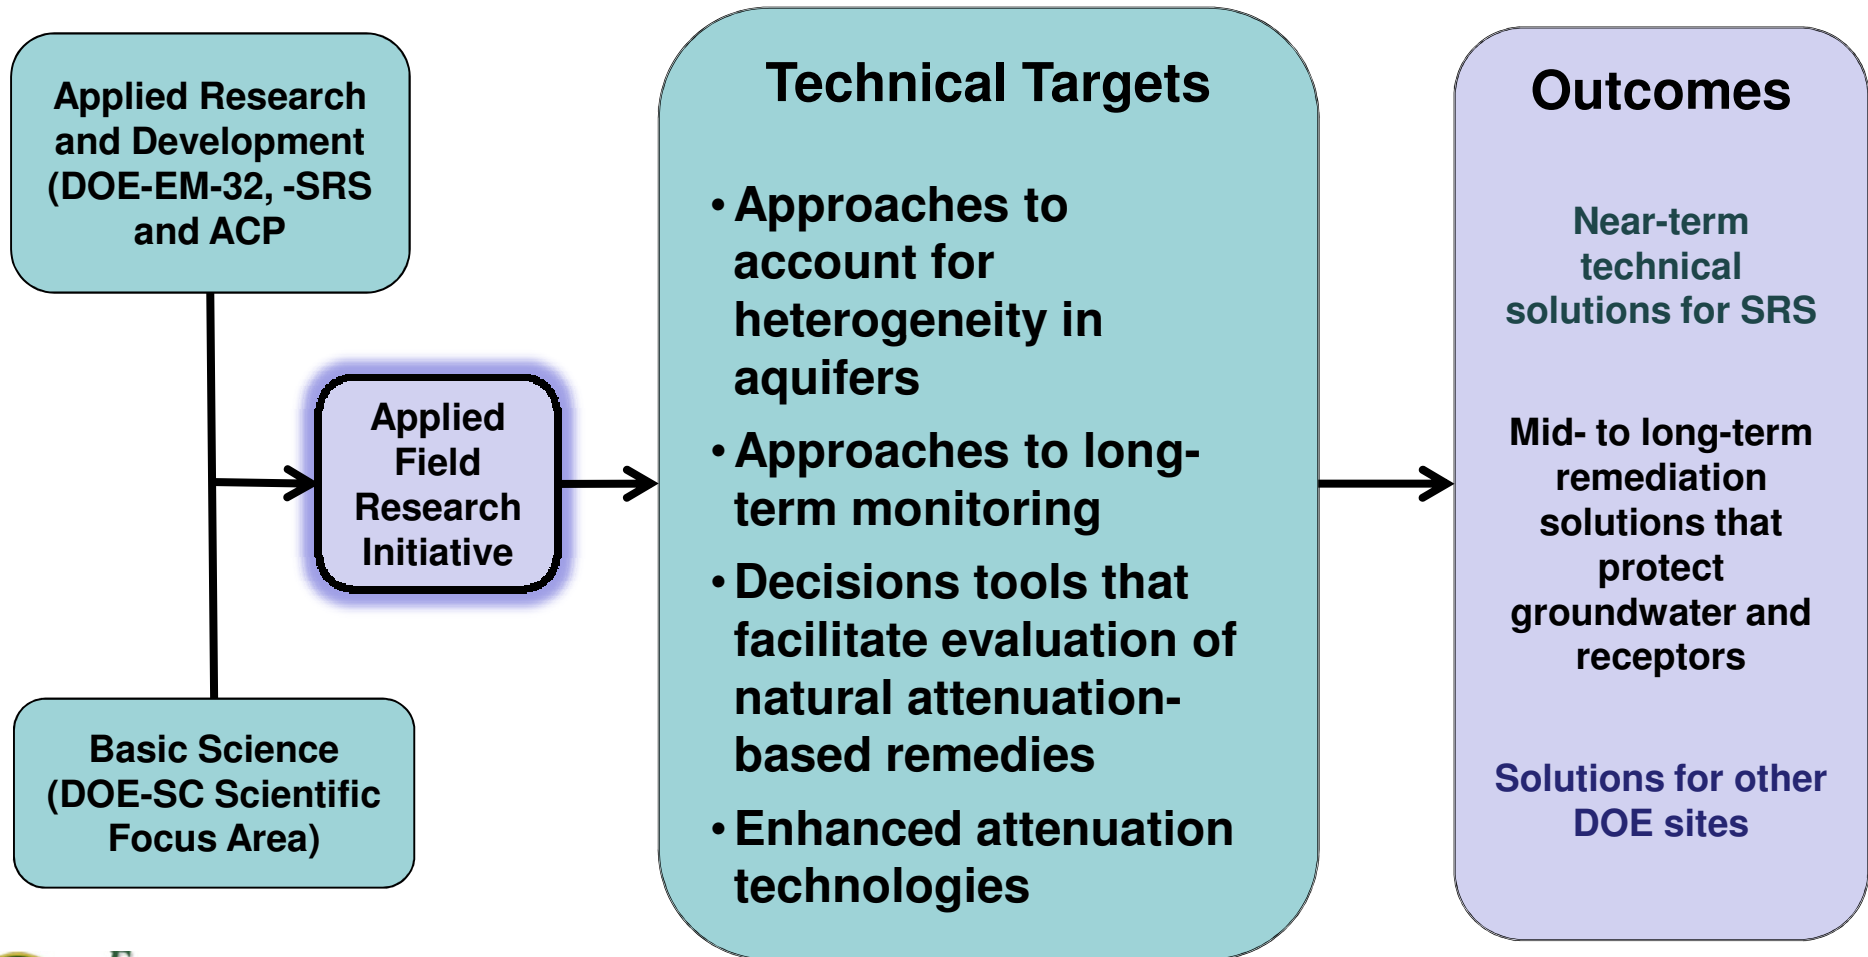 Applied Research
and Development
(DOE-EM-32, -SRS
and ACP
Basic Science
(DOE-SC Scientific
Focus Area)
Applied
Field
Research
Initiative
Technical Targets
• Approaches to
account for
heterogeneity in
aquifers
• Approaches to long-
term monitoring
• Decisions tools that
facilitate evaluation of
natural attenuation-
based remedies
• Enhanced attenuation
technologies
Outcomes
Near-term
technical
solutions for SRS
Mid- to long-term
remediation
solutions that
protect
groundwater and
receptors
Solutions for other
DOE sites